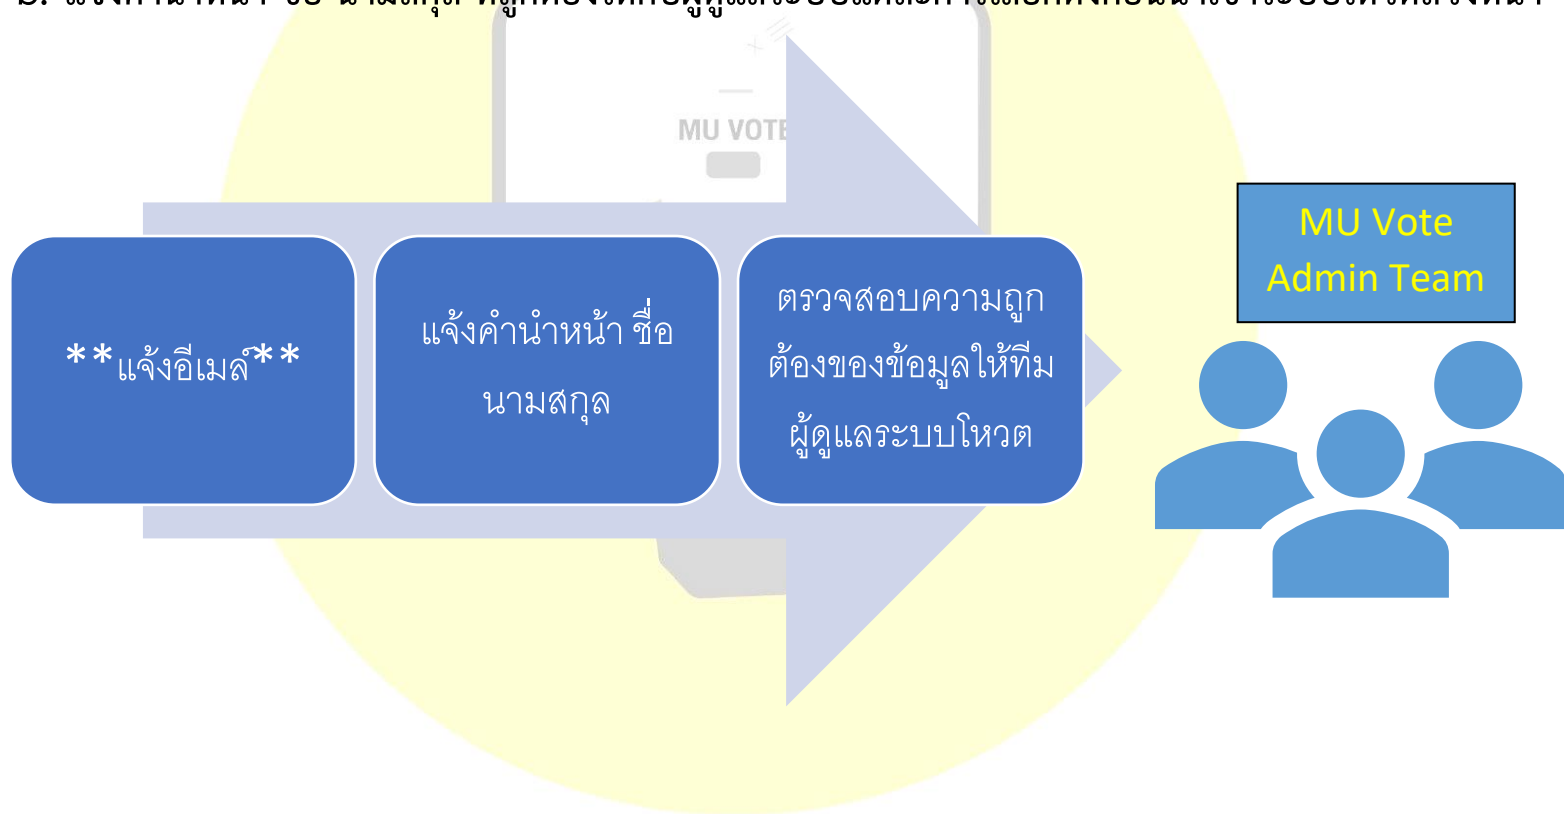 MU VOTE
**แจ้งอีเมล์**
แจ้งคำนำหน้า ชื่อ
นามสกุล
ตรวจสอบความถูก
ต้องของข้อมูลให้ทีม
ผู้ดูแลระบบโหวต
MU Vote
Admin Team